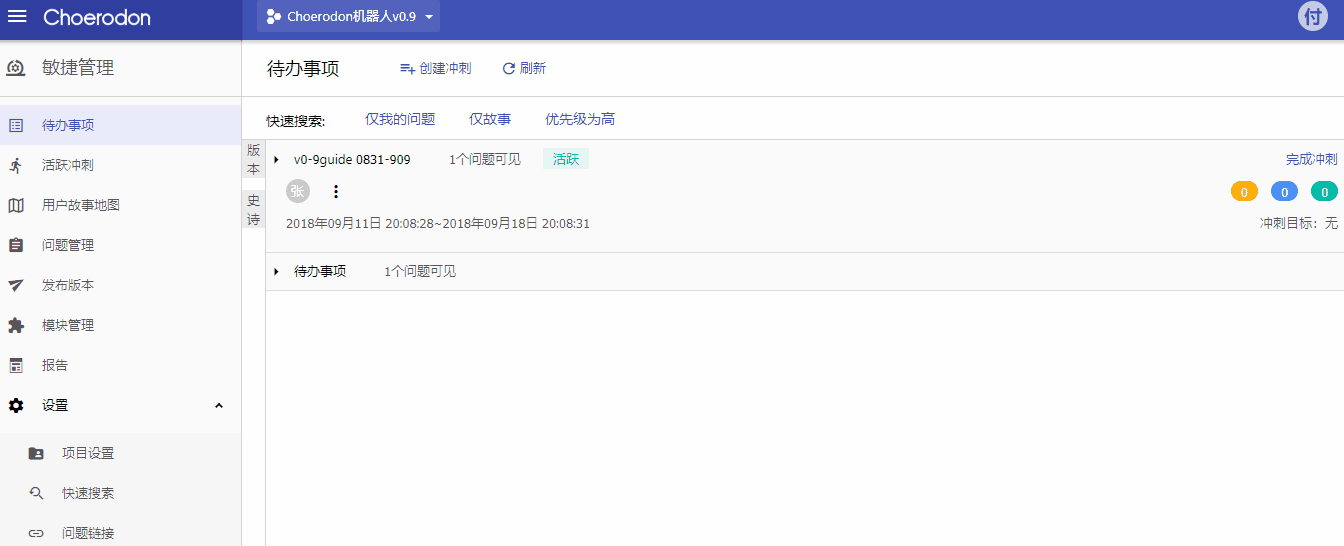 Choerodon
Choerodon机器人v0.9
付
敏捷管理
待办事项
活跃冲刺
用户故事地图
问题管理
发布版本
模块管理
报告
设置
项目设置
快速搜索
问题链接
待办事项
创建冲刺
刷新
快速搜索:
仅我的问题
仅故事
优先级为高
版本
史诗
v0-9guide 0831-909
1个问题可见
活跃
完成冲刺
张
0
0
0
2018年09月11日 20:08:28~2018年09月18日 20:08:31
冲刺目标：无
待办事项
1个问题可见